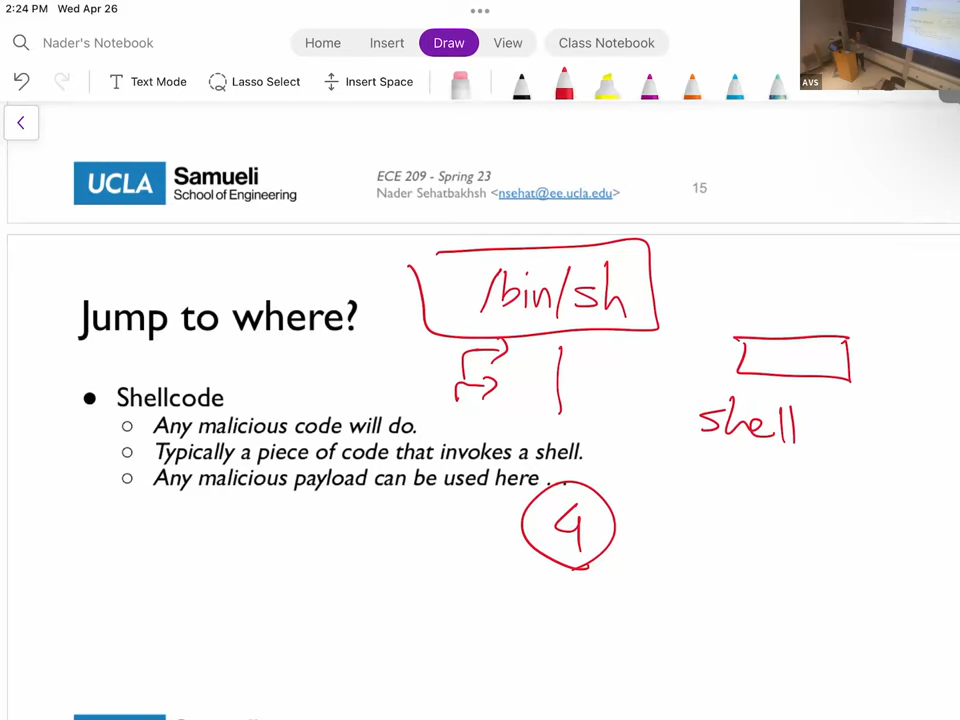 2:24 PM Wed Apr 26
Nader's Notebook
Home Insert Draw View Class Notebook
Text Mode Lasso Select Insert Space
AVS
UCLA Samueli School of Engineering
ECE 209 - Spring 23
Nader Sehatbakhsh <nsehat@ee.ucla.edu>
15
/bin/sh
Jump to where?
shell
● Shellcode
○ Any malicious code will do.
○ Typically a piece of code that invokes a shell.
○ Any malicious payload can be used here ...
4